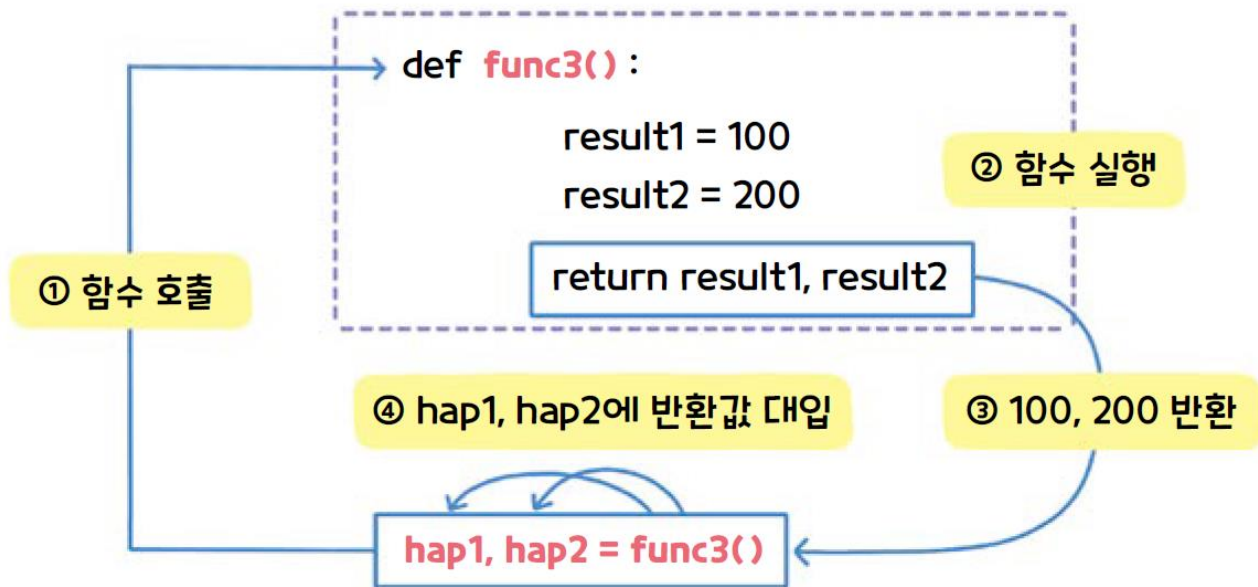 def func3() :
result1 = 100
result2 = 200
② 함수 실행
return result1, result2
① 함수 호출
④ hap1, hap2에 반환값 대입
③ 100, 200 반환
hap1, hap2 = func3()